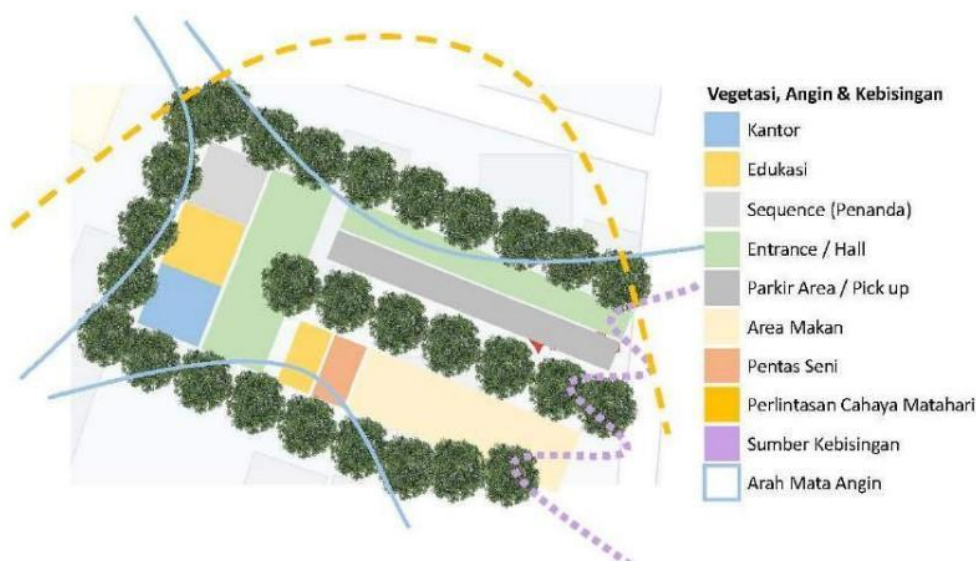 Vegetasi, Angin & Kebisingan
Kantor
Edukasi
Sequence (Penanda)
Entrance / Hall
Parkir Area / Pick up
Area Makan
Pentas Seni
Perlintasan Cahaya Matahari
Sumber Kebisingan
Arah Mata Angin